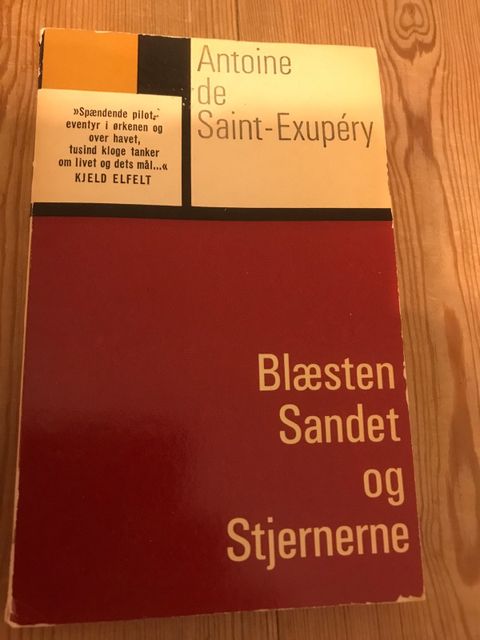 Antoine
de
Saint-Exupéry
»Spændende pilot-
eventyr i ørkenen og
over havet,
tusind kloge tanker
om livet og dets mål...«
KJELD ELFELT
Blæsten
Sandet
og
Stjernerne